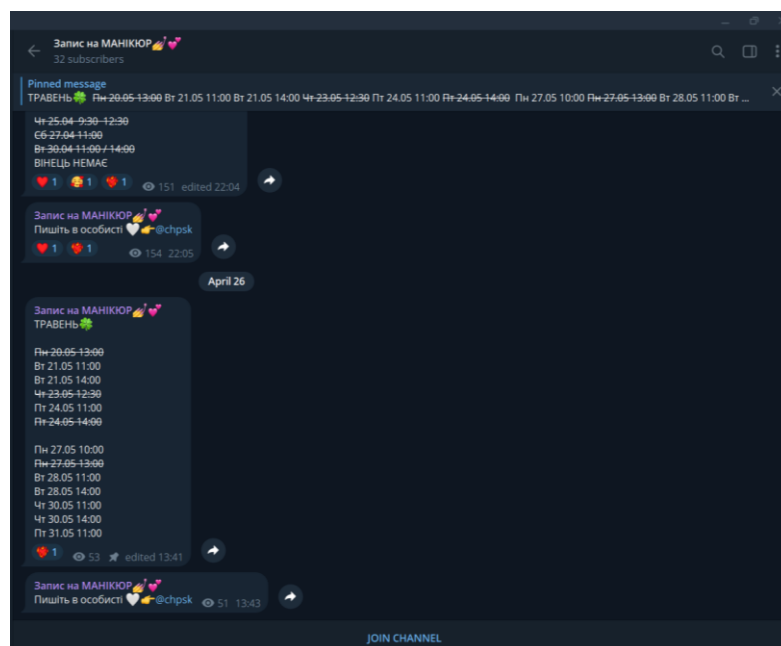 Запис на МАНІКЮР💅💕
32 subscribers
Pinned message
ТРАВЕНЬ🍀 Пн 20.05 13:00 Вт 21.05 11:00 Вт 21.05 14:00 Чт 23.05 12:30 Пт 24.05 11:00 Пт 24.05 14:00 Пн 27.05 10:00 Пн 27.05 13:00 Вт 28.05 11:00 Вт ...
Чт 25.04 9:30 12:30
Сб 27.04 11:00
Вт 30.04 11:00 / 14:00
ВІНЕЦЬ НЕМАЄ
❤️ 1 🥰 1 ❤️‍🔥 1 151 edited 22:04
Запис на МАНІКЮР💅💕
Пишіть в особисті 🤍👉@chpsk
❤️ 1 ❤️‍🔥 1 154 22:05
April 26
Запис на МАНІКЮР💅💕
ТРАВЕНЬ🍀
Пн 20.05 13:00
Вт 21.05 11:00
Вт 21.05 14:00
Чт 23.05 12:30
Пт 24.05 11:00
Пт 24.05 14:00
Пн 27.05 10:00
Пн 27.05 13:00
Вт 28.05 11:00
Вт 28.05 14:00
Чт 30.05 11:00
Чт 30.05 14:00
Пт 31.05 11:00
❤️‍🔥 1 53 edited 13:41
Запис на МАНІКЮР💅💕
Пишіть в особисті 🤍👉@chpsk 51 13:43
JOIN CHANNEL